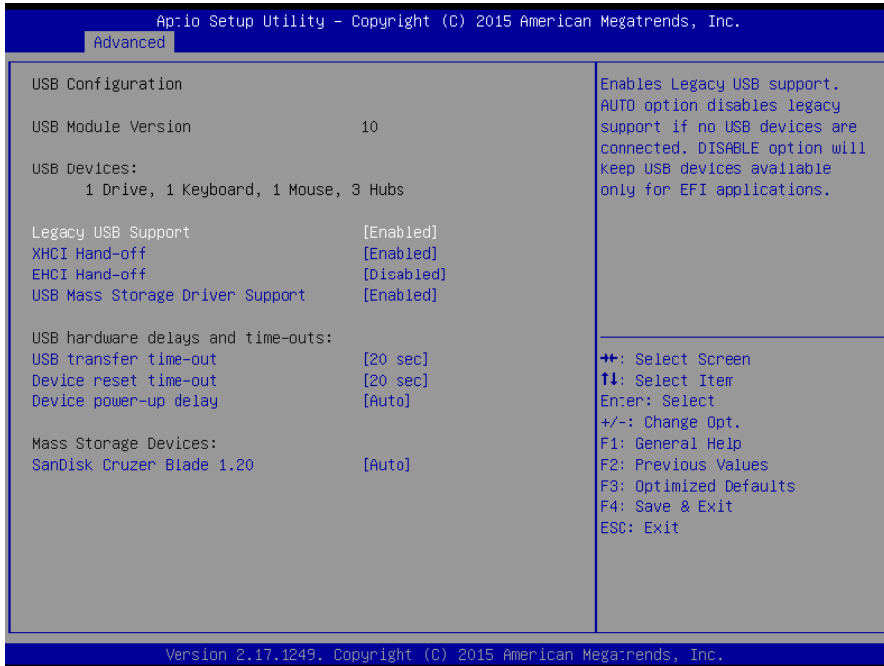 Aptio Setup Utility – Copyright (C) 2015 American Megatrends, Inc.
Advanced
USB Configuration
USB Module Version 10
USB Devices:
1 Drive, 1 Keyboard, 1 Mouse, 3 Hubs
Legacy USB Support [Enabled]
XHCI Hand-off [Enabled]
EHCI Hand-off [Disabled]
USB Mass Storage Driver Support [Enabled]
USB hardware delays and time-outs:
USB transfer time-out [20 sec]
Device reset time-out [20 sec]
Device power-up delay [Auto]
Mass Storage Devices:
SanDisk Cruzer Blade 1.20 [Auto]
Enables Legacy USB support.
AUTO option disables legacy
support if no USB devices are
connected. DISABLE option will
keep USB devices available
only for EFI applications.
→←: Select Screen
↑↓: Select Item
Enter: Select
+/-: Change Opt.
F1: General Help
F2: Previous Values
F3: Optimized Defaults
F4: Save & Exit
ESC: Exit
Version 2.17.1249. Copyright (C) 2015 American Megatrends, Inc.